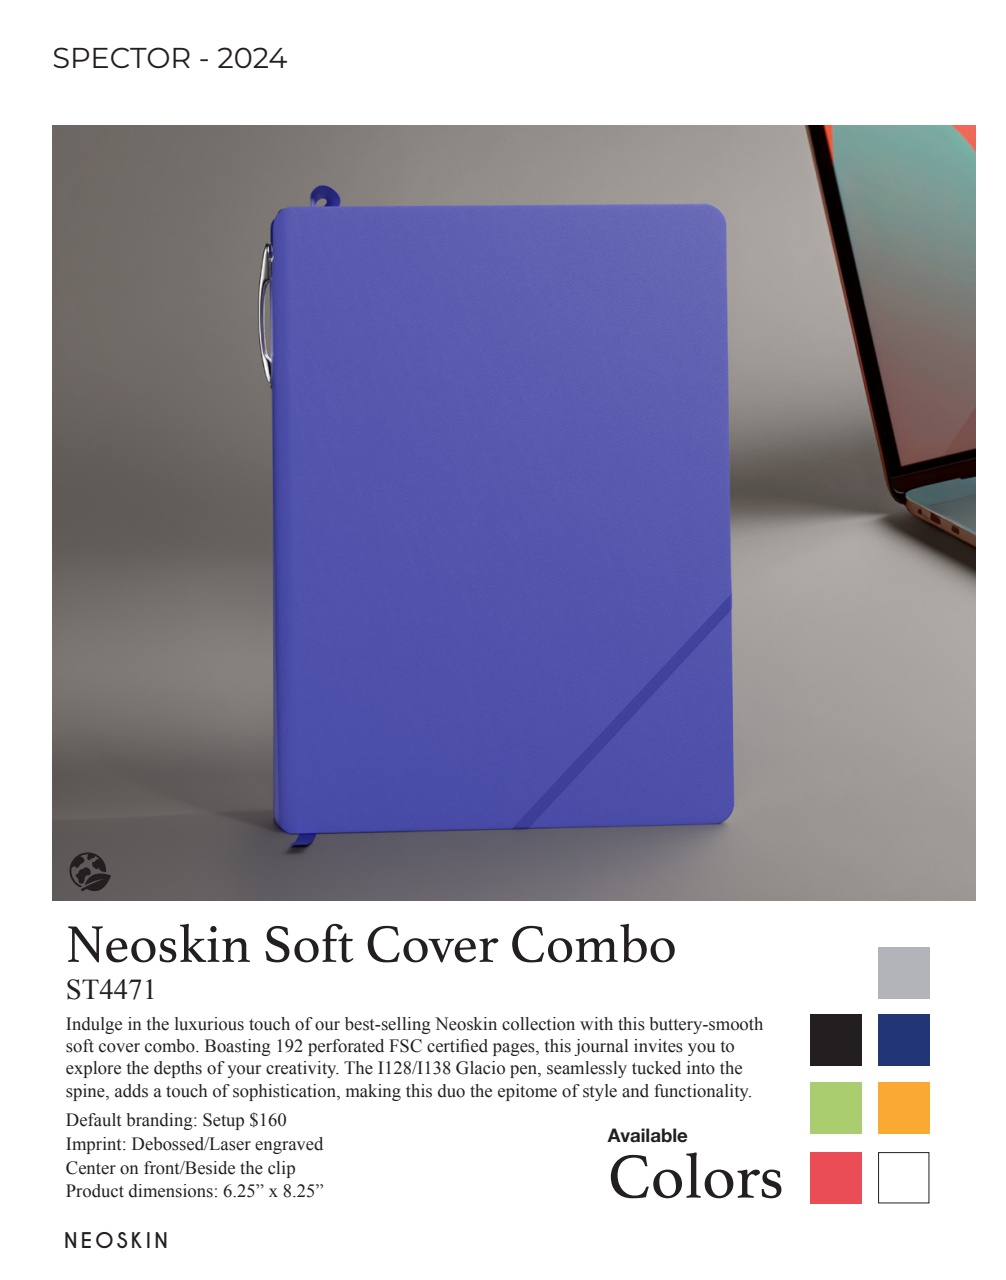 SPECTOR - 2024
Neoskin Soft Cover Combo
ST4471
Indulge in the luxurious touch of our best-selling Neoskin collection with this buttery-smooth
soft cover combo. Boasting 192 perforated FSC certified pages, this journal invites you to
explore the depths of your creativity. The I128/I138 Glacio pen, seamlessly tucked into the
spine, adds a touch of sophistication, making this duo the epitome of style and functionality.
Default branding: Setup $160
Imprint: Debossed/Laser engraved
Center on front/Beside the clip
Product dimensions: 6.25” x 8.25”
Available
Colors
NEOSKIN